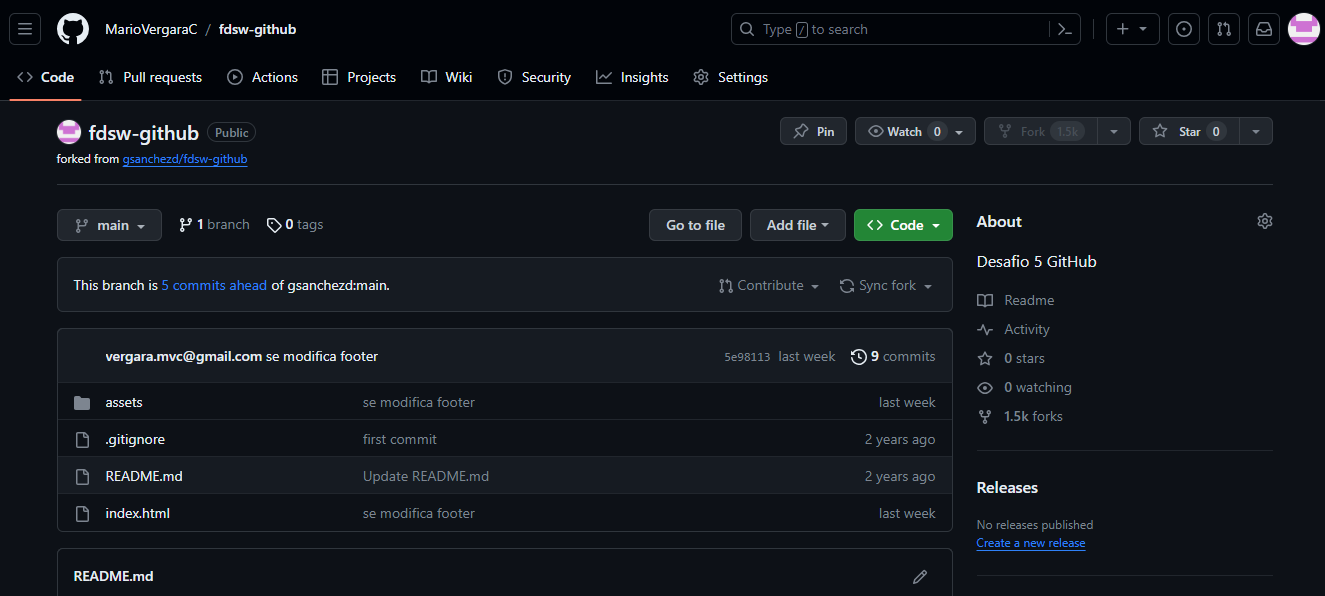 MarioVergaraC / fdsw-github
Type / to search
Code Pull requests Actions Projects Wiki Security Insights Settings
fdsw-github Public
Pin Watch 0 Fork 1.5k Star 0
forked from gsanchezd/fdsw-github
main 1 branch 0 tags
Go to file Add file Code
This branch is 5 commits ahead of gsanchezd:main.
Contribute Sync fork
vergara.mvc@gmail.com se modifica footer 5e98113 last week 9 commits
assets se modifica footer last week
.gitignore first commit 2 years ago
README.md Update README.md 2 years ago
index.html se modifica footer last week
README.md
About
Desafio 5 GitHub
Readme
Activity
0 stars
0 watching
1.5k forks
Releases
No releases published
Create a new release